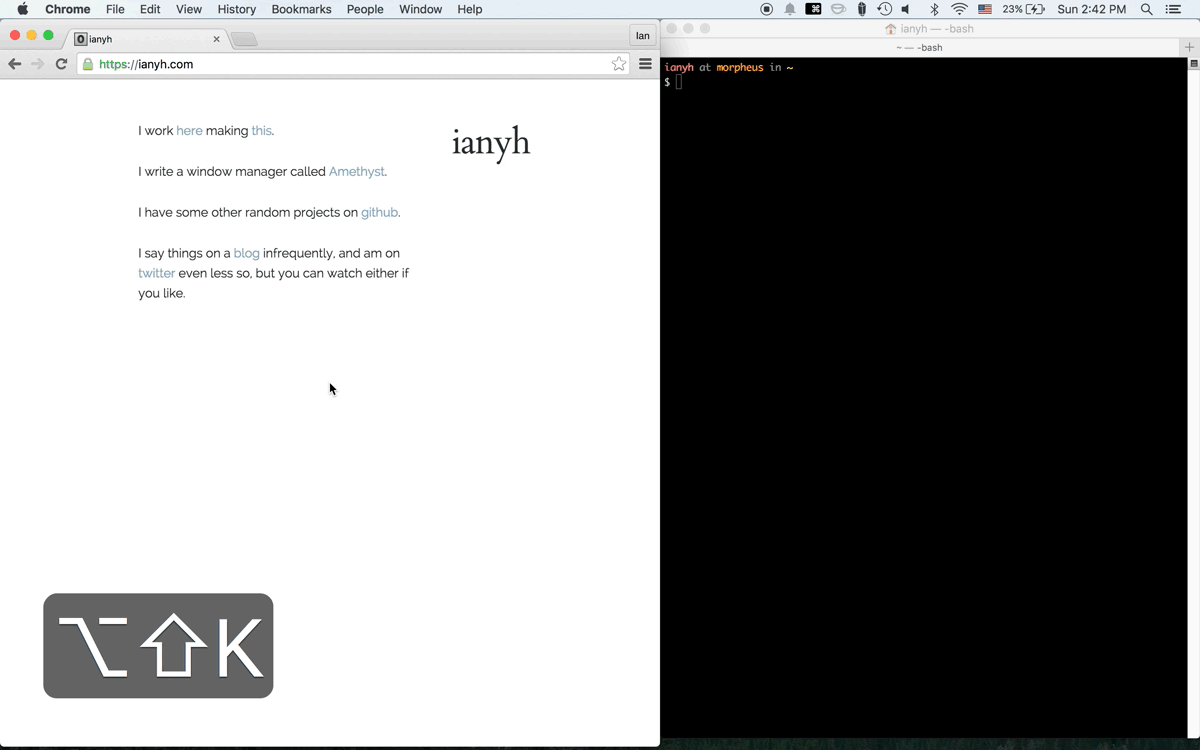 Chrome File Edit View History Bookmarks People Window Help 23% Sun 2:42 PM
ianyh Ian
https://ianyh.com
I work here making this.
ianyh
I write a window manager called Amethyst.
I have some other random projects on github.
I say things on a blog infrequently, and am on
twitter even less so, but you can watch either if
you like.
⌥⇧K
ianyh — -bash
~ — -bash
ianyh at morpheus in ~
$